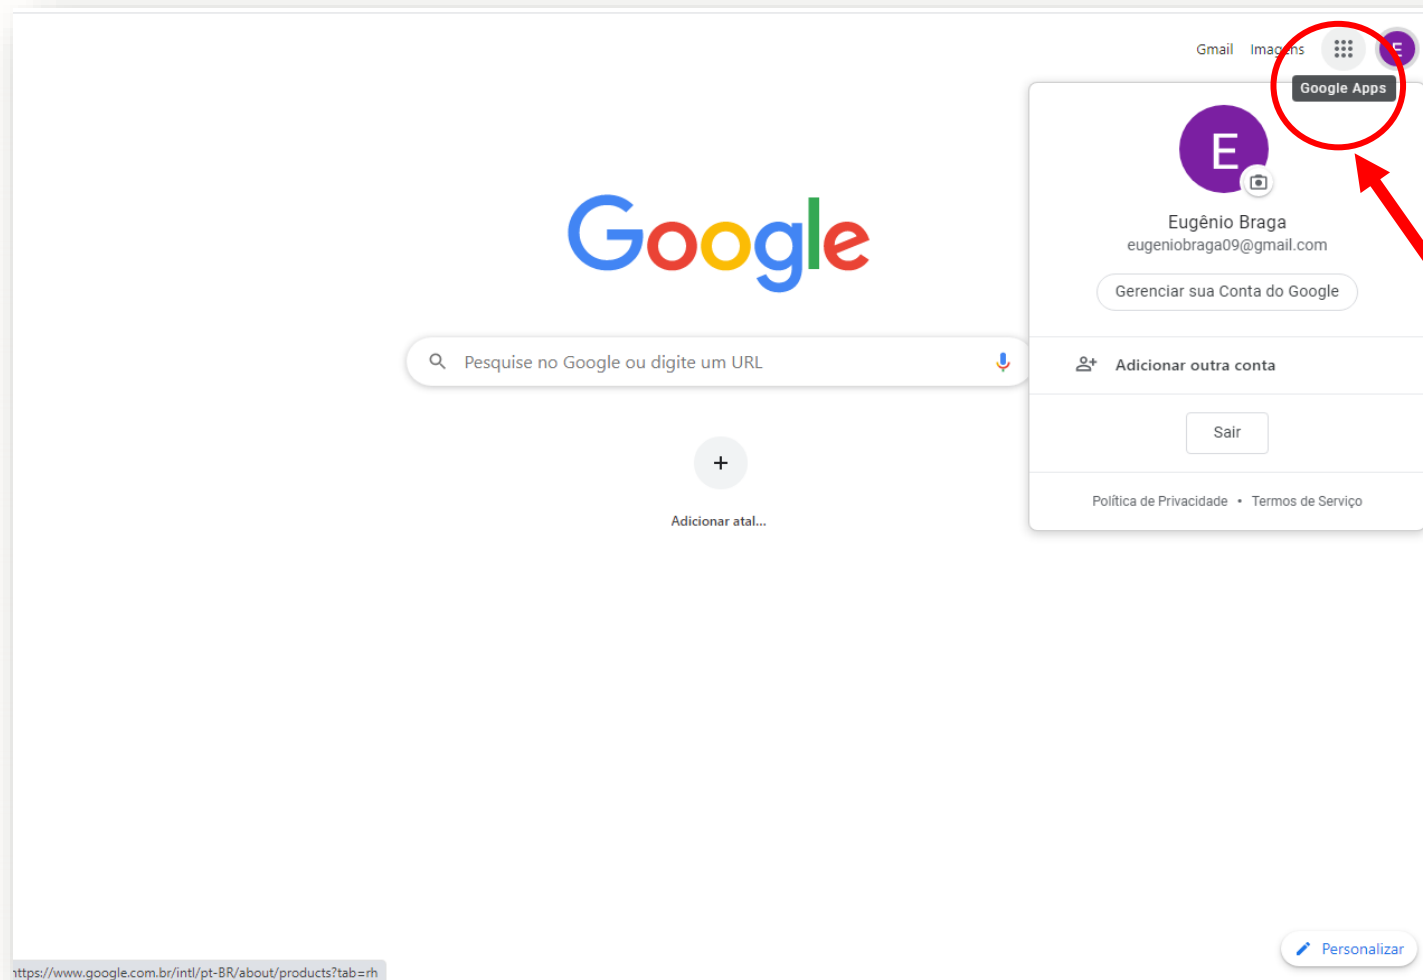 Gmail Imagens
E
Google Apps
E
Eugênio Braga
eugeniobraga09@gmail.com
Gerenciar sua Conta do Google
Google
Pesquise no Google ou digite um URL
Adicionar outra conta
Sair
Adicionar atal...
Política de Privacidade • Termos de Serviço
Personalizar
https://www.google.com.br/intl/pt-BR/about/products?tab=rh